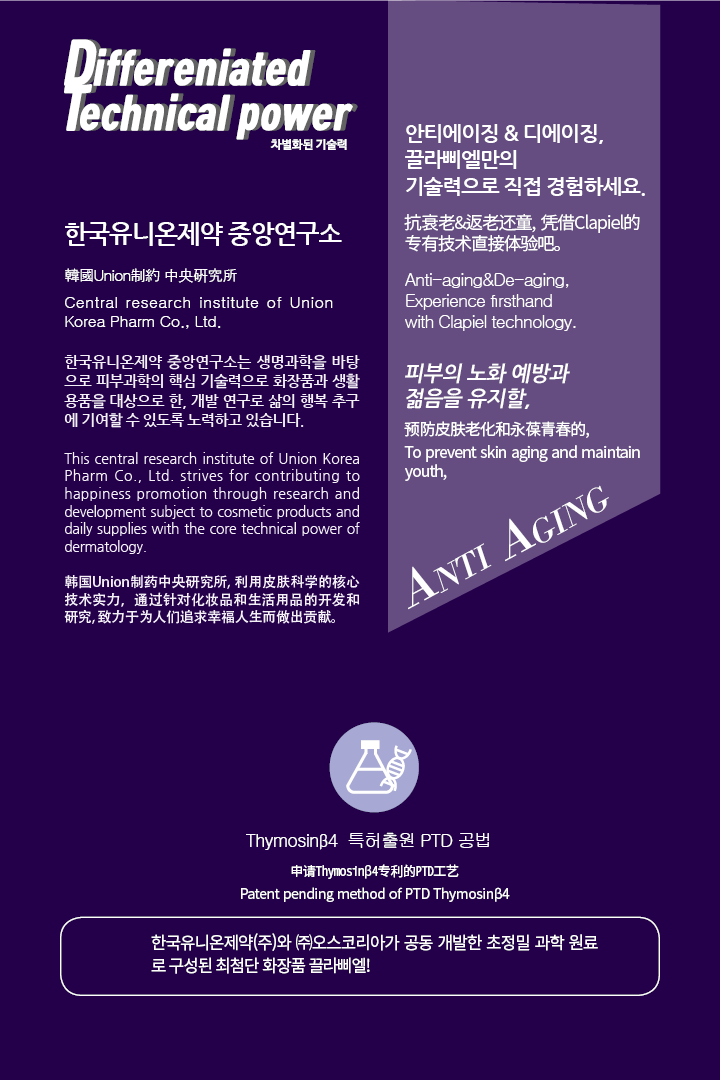 Differeniated
Technical power
차별화된 기술력
한국유니온제약 중앙연구소
韓國Union制約 中央研究所
Central research institute of Union
Korea Pharm Co., Ltd.
한국유니온제약 중앙연구소는 생명과학을 바탕
으로 피부과학의 핵심 기술력으로 화장품과 생활
용품을 대상으로 한, 개발 연구로 삶의 행복 추구
에 기여할 수 있도록 노력하고 있습니다.
This central research institute of Union Korea
Pharm Co., Ltd. strives for contributing to
happiness promotion through research and
development subject to cosmetic products and
daily supplies with the core technical power of
dermatology.
韩国Union制药中央研究所, 利用皮肤科学的核心
技术实力，通过针对化妆品和生活用品的开发和
研究, 致力于为人们追求幸福人生而做出贡献。
안티에이징 & 디에이징,
끌라삐엘만의
기술력으로 직접 경험하세요.
抗衰老&返老还童, 凭借Clapiel的
专有技术直接体验吧。
Anti-aging&De-aging,
Experience firsthand
with Clapiel technology.
피부의 노화 예방과
젊음을 유지할,
预防皮肤老化和永葆青春的,
To prevent skin aging and maintain
youth,
ANTI AGING
Thymosinβ4 특허출원 PTD 공법
申请Thymosinβ4专利的PTD工艺
Patent pending method of PTD Thymosinβ4
한국유니온제약(주)와 ㈜오스코리아가 공동 개발한 초정밀 과학 원료
로 구성된 최첨단 화장품 끌라삐엘!